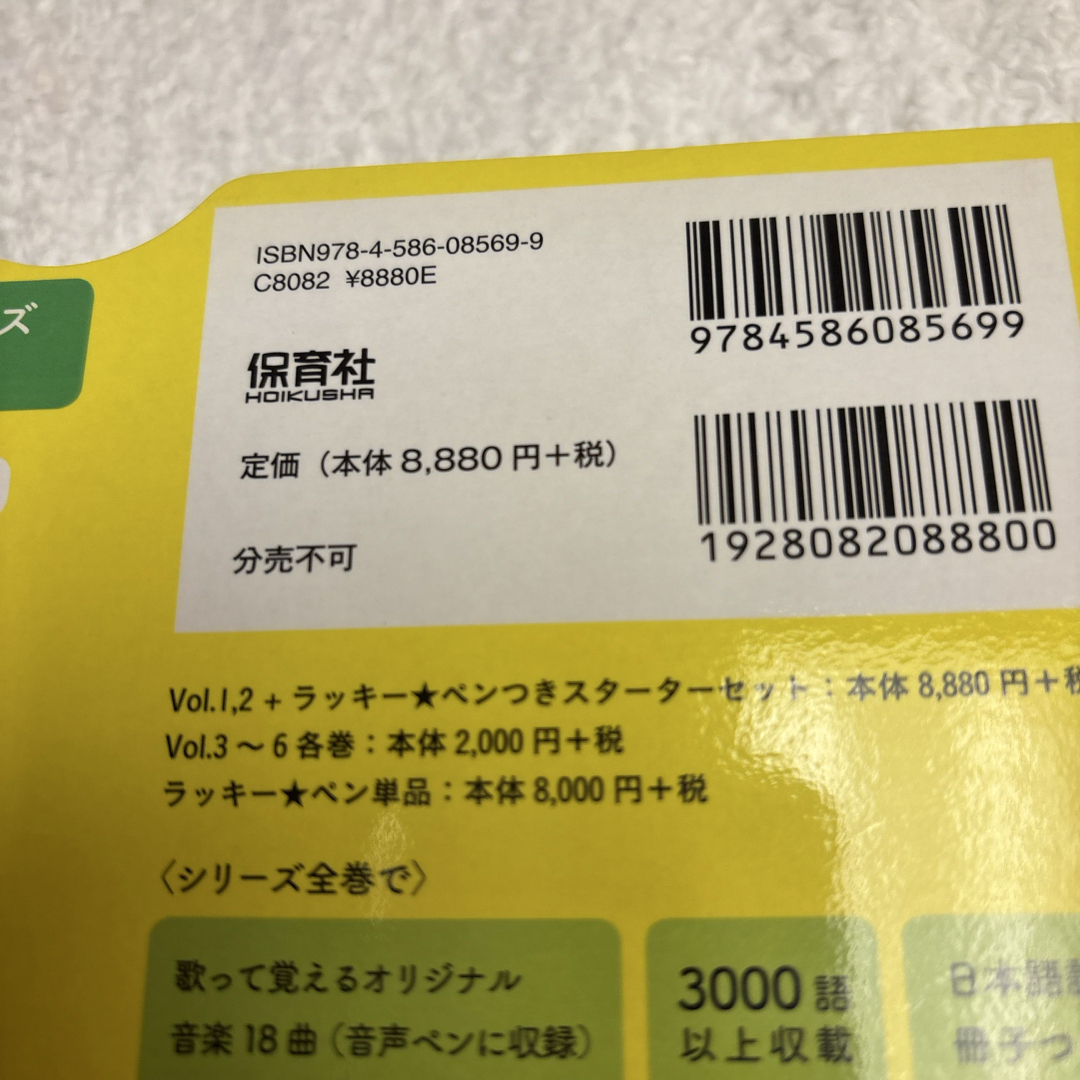 ISBN978-4-586-08569-9
C8082 ¥8880E
9784586085699
ズ
保育社
HOIKUSHA
定価（本体 8,880 円＋税）
1928082088800
分売不可
Vol.1,2 + ラッキー★ペンつきスターターセット：本体 8,880 円＋税
Vol.3 〜 6 各巻：本体 2,000 円＋税
ラッキー★ペン単品：本体 8,000 円＋税
〈シリーズ全巻で〉
歌って覚えるオリジナル
音楽 18 曲（音声ペンに収録）
3000 語
以上収載
日本語
冊子つ